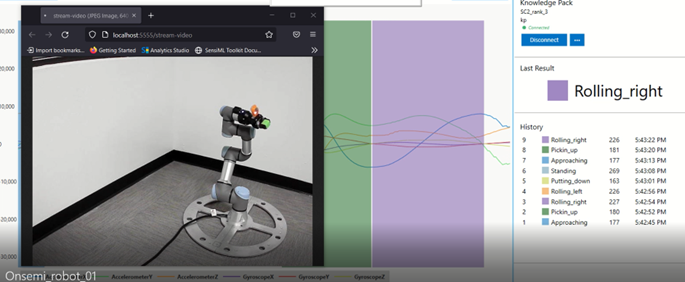 stream-video (JPEG Image, 640
localhost:5555/stream-video
Import bookmarks... Getting Started Analytics Studio SensiML Toolkit Docu...
Knowledge Pack
SC2_rank_3
kp
Connected
Disconnect ...
Last Result
Rolling_right
History
9 Rolling_right 226 5:43:22 PM
8 Pickin_up 181 5:43:20 PM
7 Approaching 177 5:43:13 PM
6 Standing 269 5:43:08 PM
5 Putting_down 163 5:43:01 PM
4 Rolling_left 226 5:42:56 PM
3 Rolling_right 227 5:42:54 PM
2 Pickin_up 180 5:42:52 PM
1 Approaching 177 5:42:45 PM
0,000
0,000
10,000
0
10,000
20,000
30,000
AccelerometerY AccelerometerZ GyroscopeX GyroscopeY GyroscopeZ
Onsemi_robot_01